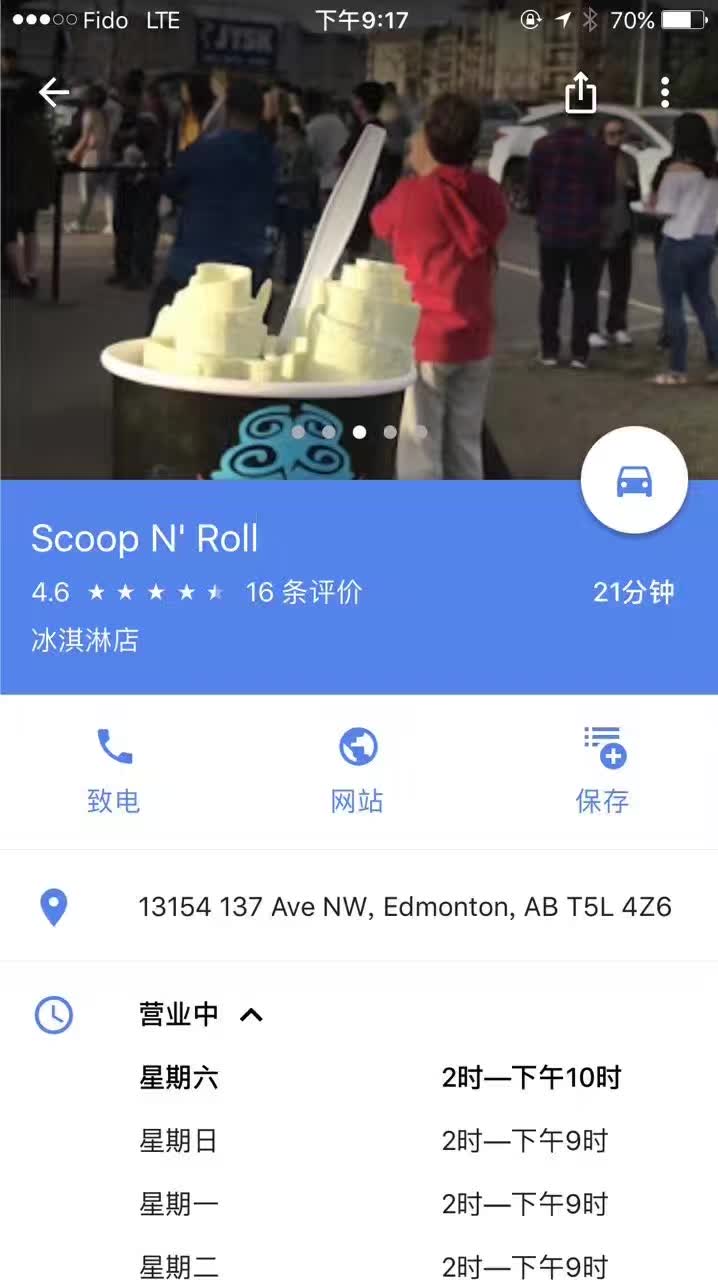 Fido LTE 下午9:17 70%
JYSK
Scoop N' Roll
4.6 16 条评价 21分钟
冰淇淋店
致电 网站 保存
13154 137 Ave NW, Edmonton, AB T5L 4Z6
营业中
星期六 2时—下午10时
星期日 2时—下午9时
星期一 2时—下午9时
星期二 2时—下午9时